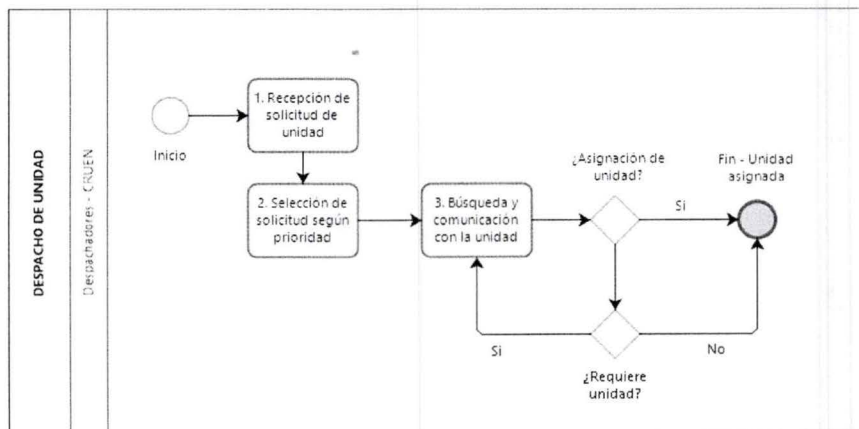 DESPACHO DE UNIDAD
Despachadores - CRUEN
Inicio
1. Recepción de
solicitud de
unidad
2. Selección de
solicitud según
prioridad
3. Búsqueda y
comunicación
con la unidad
¿Asignación de
unidad?
Si
Fin - Unidad
asignada
Si
No
¿Requiere
unidad?